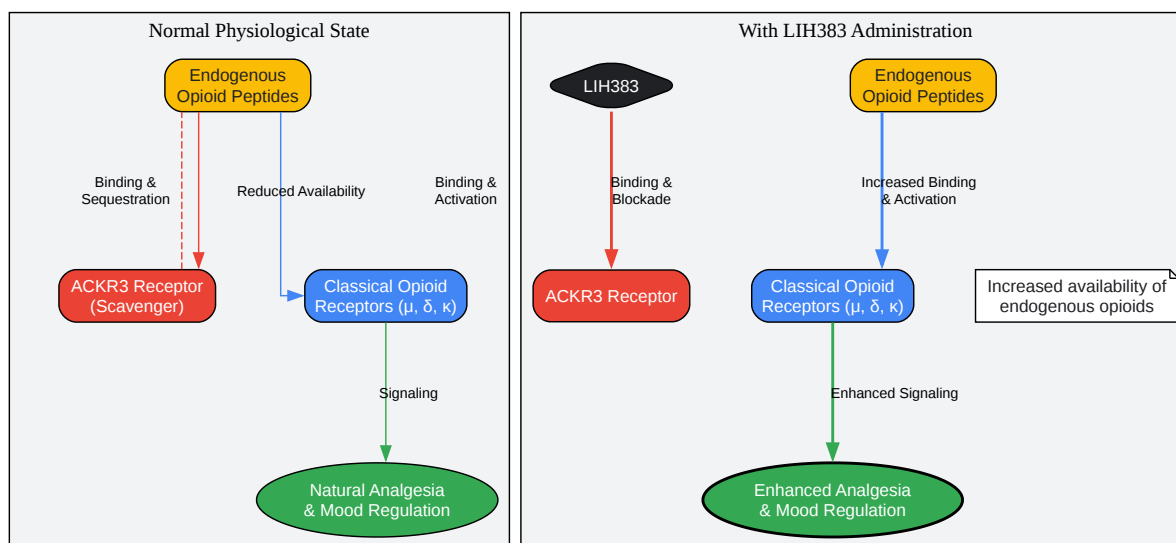 Normal Physiological State
Endogenous
Opioid Peptides
Binding &
Sequestration
Reduced Availability
Binding &
Activation
ACKR3 Receptor
(Scavenger)
Classical Opioid
Receptors (μ, δ, κ)
Signaling
Natural Analgesia
& Mood Regulation
With LIH383 Administration
LIH383
Endogenous
Opioid Peptides
Binding &
Blockade
Increased Binding
& Activation
ACKR3 Receptor
Classical Opioid
Receptors (μ, δ, κ)
Increased availability of
endogenous opioids
Enhanced Signaling
Enhanced Analgesia
& Mood Regulation